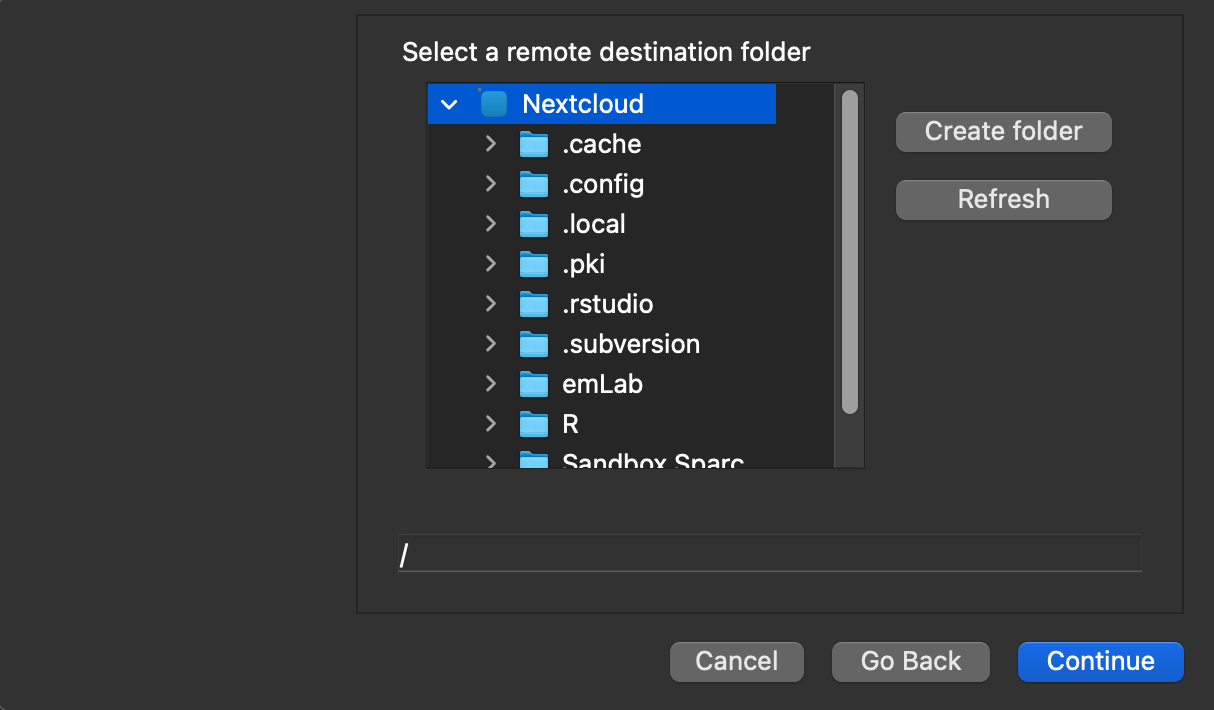 Select a remote destination folder
Nextcloud
.cache
.config
.local
.pki
.rstudio
.subversion
emLab
R
Sandbox Sparc
Create folder
Refresh
/
Cancel
Go Back
Continue